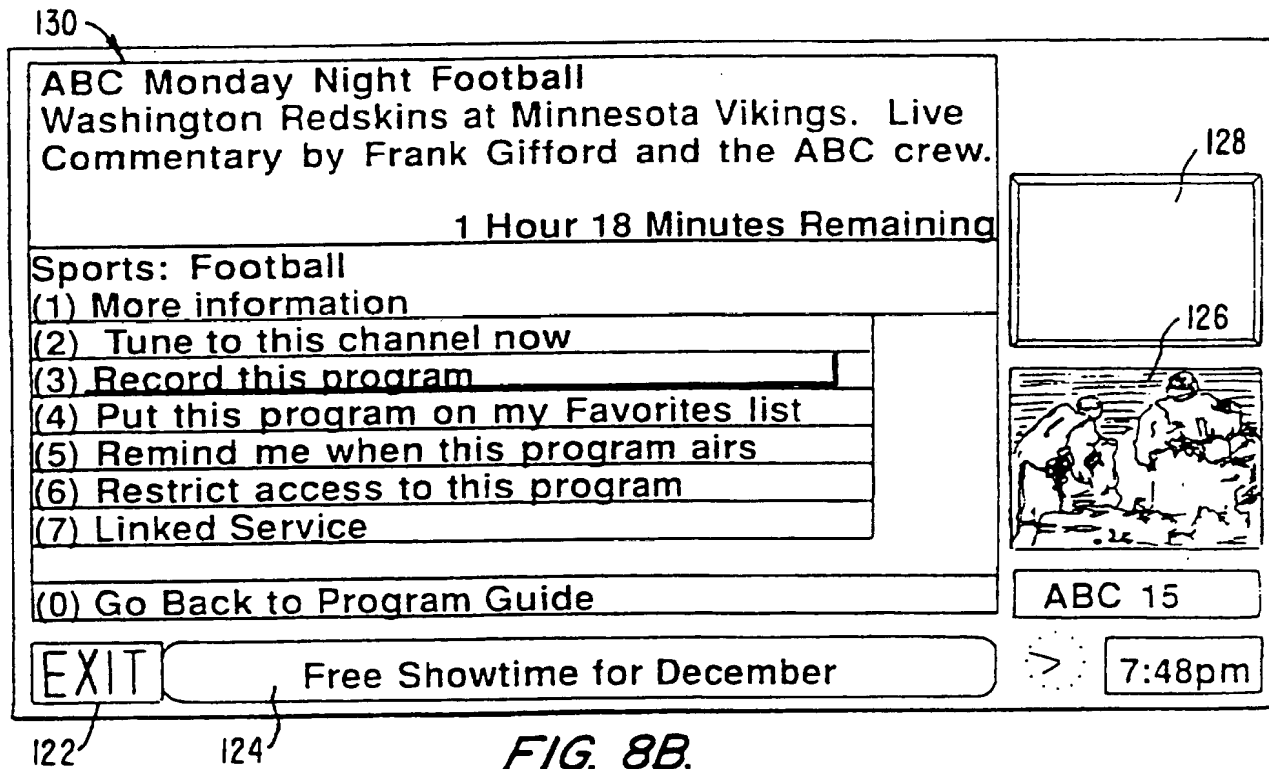 130
ABC Monday Night Football
Washington Redskins at Minnesota Vikings. Live
Commentary by Frank Gifford and the ABC crew.
1 Hour 18 Minutes Remaining
128
Sports: Football
(1) More information
(2) Tune to this channel now
126
(3) Record this program
(4) Put this program on my Favorites list
(5) Remind me when this program airs
(6) Restrict access to this program
(7) Linked Service
(0) Go Back to Program Guide
ABC 15
EXIT
Free Showtime for December
7:48pm
122
124
FIG. 8B.